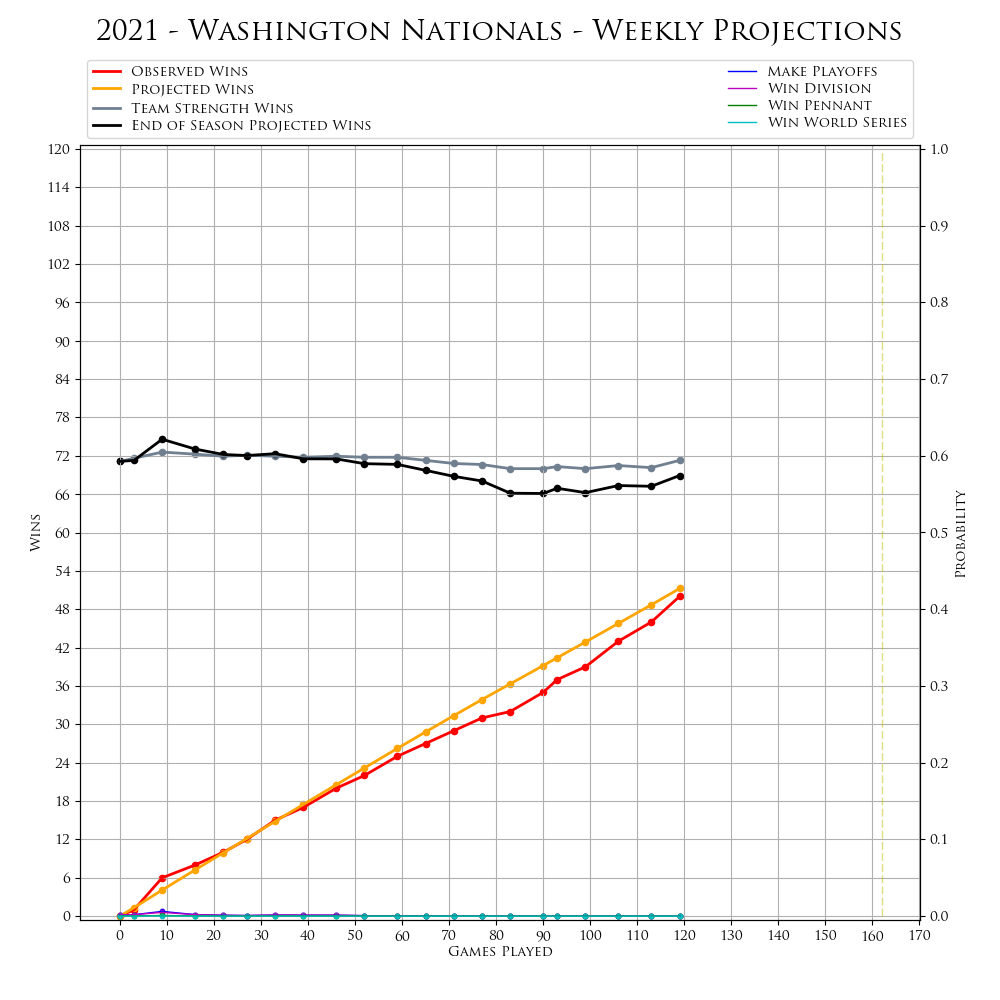 2021 - Washington Nationals - Weekly Projections
Observed Wins
Projected Wins
Team Strength Wins
End of Season Projected Wins
Make Playoffs
Win Division
Win Pennant
Win World Series
120
114
108
102
96
90
84
78
72
66
60
54
48
42
36
30
24
18
12
6
0
Wins
1.0
0.9
0.8
0.7
0.6
0.5
0.4
0.3
0.2
0.1
0.0
Probability
0 10 20 30 40 50 60 70 80 90 100 110 120 130 140 150 160 170
Games Played